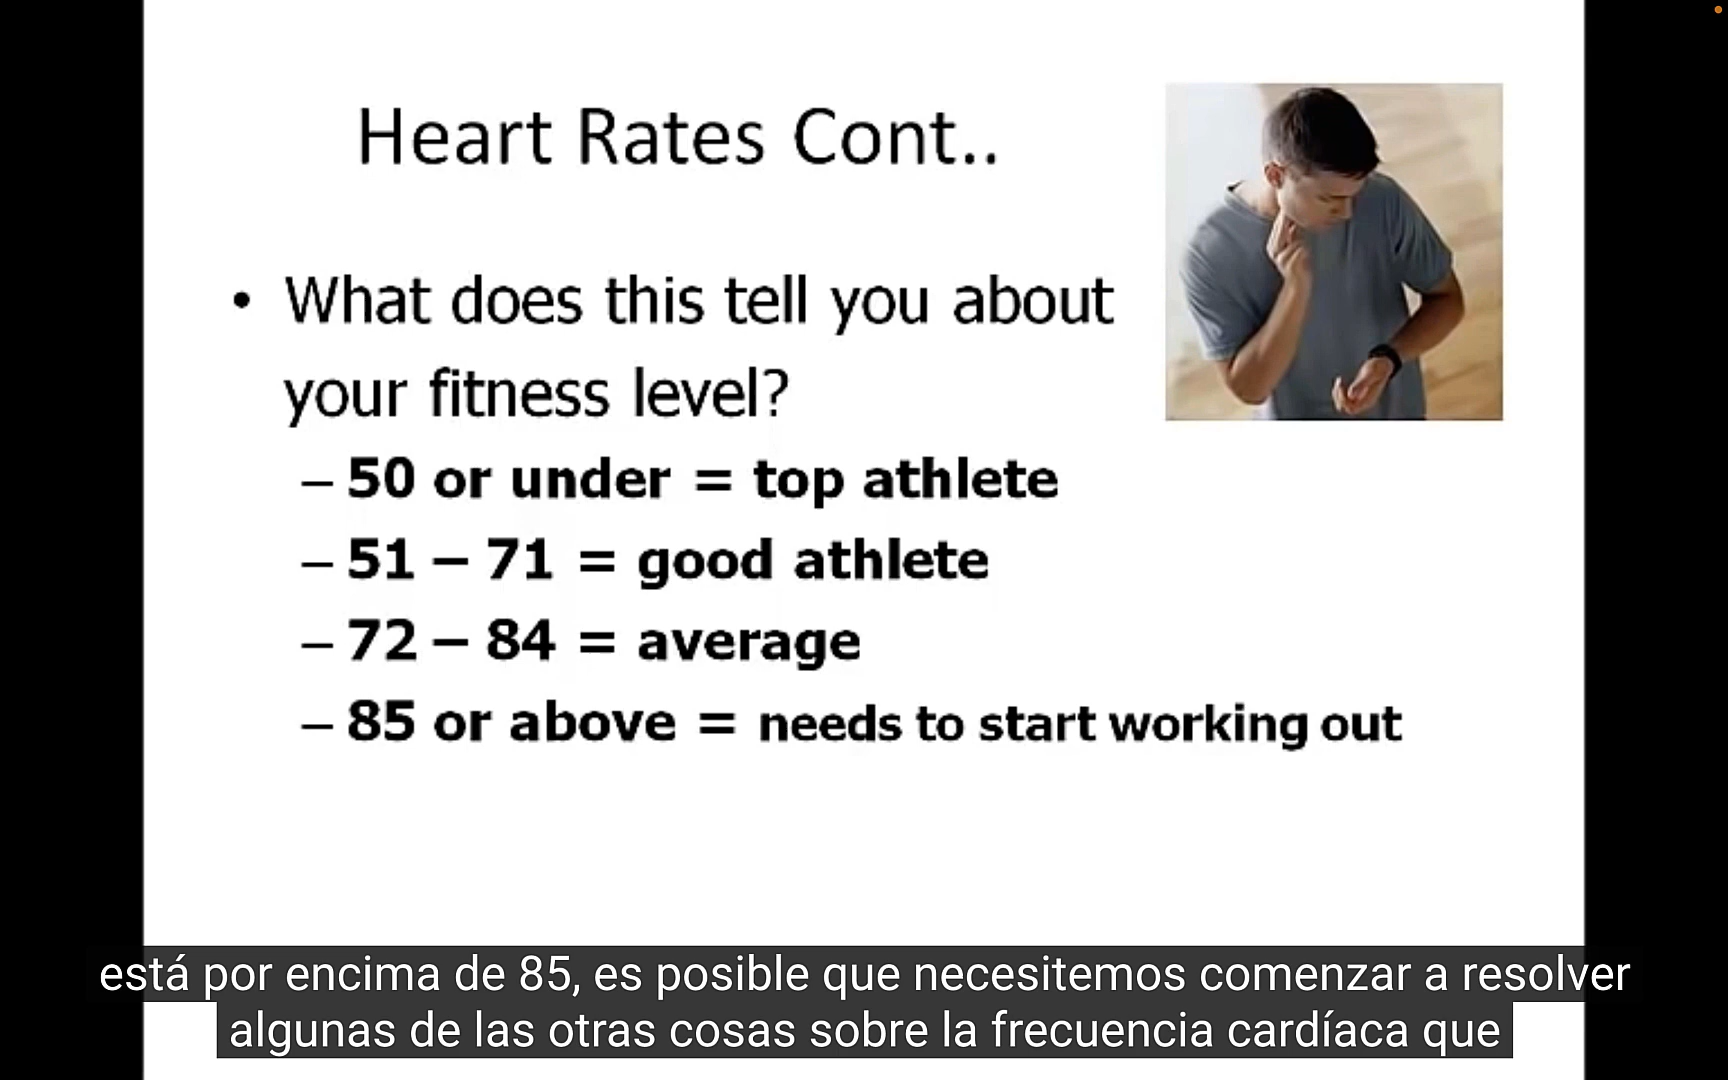 Heart Rates Cont..
• What does this tell you about
your fitness level?
– 50 or under = top athlete
– 51 – 71 = good athlete
– 72 – 84 = average
– 85 or above = needs to start working out
está por encima de 85, es posible que necesitemos comenzar a resolver
algunas de las otras cosas sobre la frecuencia cardíaca que